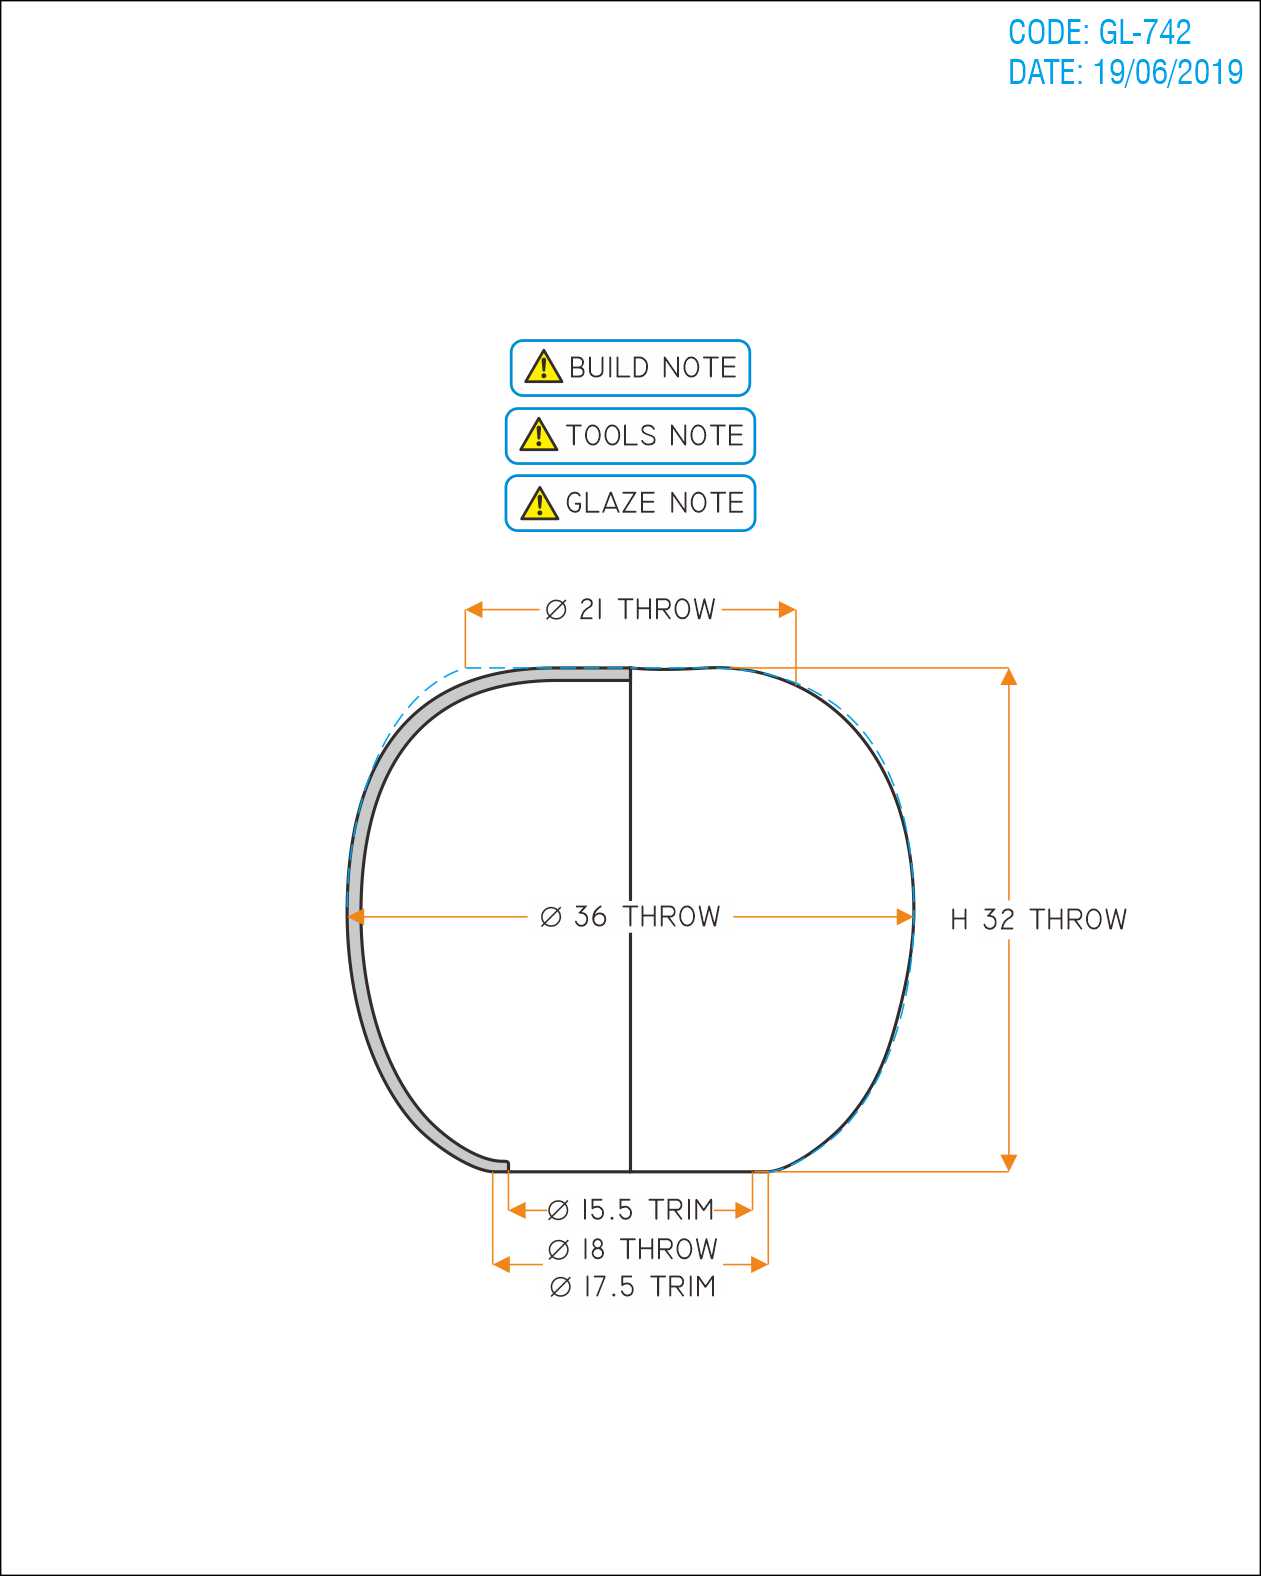 CODE: GL-742
DATE: 19/06/2019
BUILD NOTE
TOOLS NOTE
GLAZE NOTE
Ø 21 THROW
Ø 36 THROW
H 32 THROW
Ø 15.5 TRIM
Ø 18 THROW
Ø 17.5 TRIM